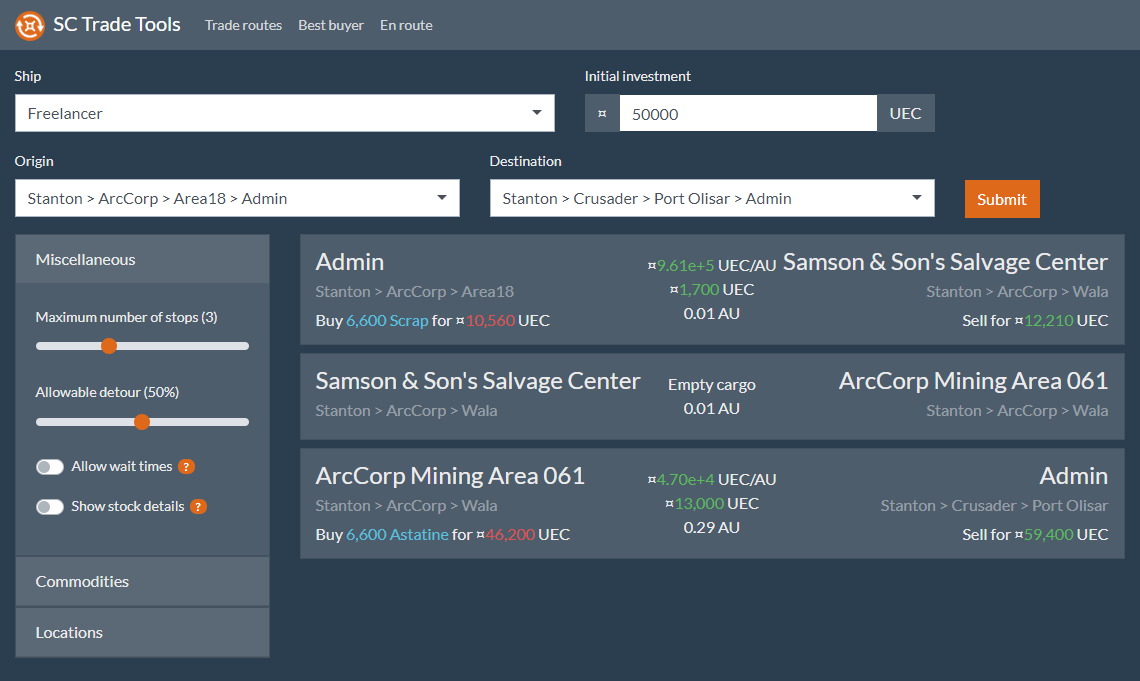 SC Trade Tools
Trade routes
Best buyer
En route
Ship
Freelancer
Initial investment
¤ 50000 UEC
Origin
Stanton > ArcCorp > Area18 > Admin
Destination
Stanton > Crusader > Port Olisar > Admin
Submit
Miscellaneous
Maximum number of stops (3)
Allowable detour (50%)
Allow wait times ?
Show stock details ?
Commodities
Locations
Admin
Stanton > ArcCorp > Area18
Buy 6,600 Scrap for ¤10,560 UEC
¤9.61e+5 UEC/AU
¤1,700 UEC
0.01 AU
Samson & Son's Salvage Center
Stanton > ArcCorp > Wala
Sell for ¤12,210 UEC
Samson & Son's Salvage Center
Stanton > ArcCorp > Wala
Empty cargo
0.01 AU
ArcCorp Mining Area 061
Stanton > ArcCorp > Wala
ArcCorp Mining Area 061
Stanton > ArcCorp > Wala
Buy 6,600 Astatine for ¤46,200 UEC
¤4.70e+4 UEC/AU
¤13,000 UEC
0.29 AU
Admin
Stanton > Crusader > Port Olisar
Sell for ¤59,400 UEC